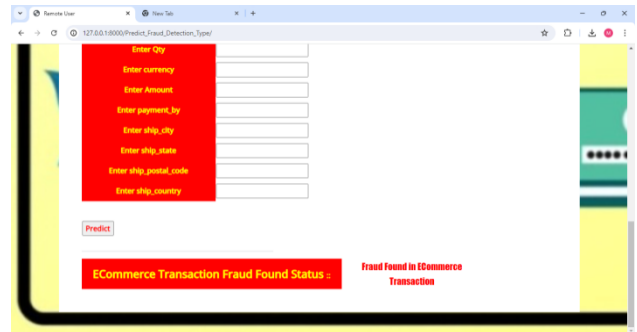 Remote User
New Tab
127.0.0.1:8000/Predict_Fraud_Detection_Type/
Enter Qty
Enter currency
Enter Amount
Enter payment_by
Enter ship_city
Enter ship_state
Enter ship_postal_code
Enter ship_country
Predict
ECommerce Transaction Fraud Found Status ::
Fraud Found in ECommerce
Transaction